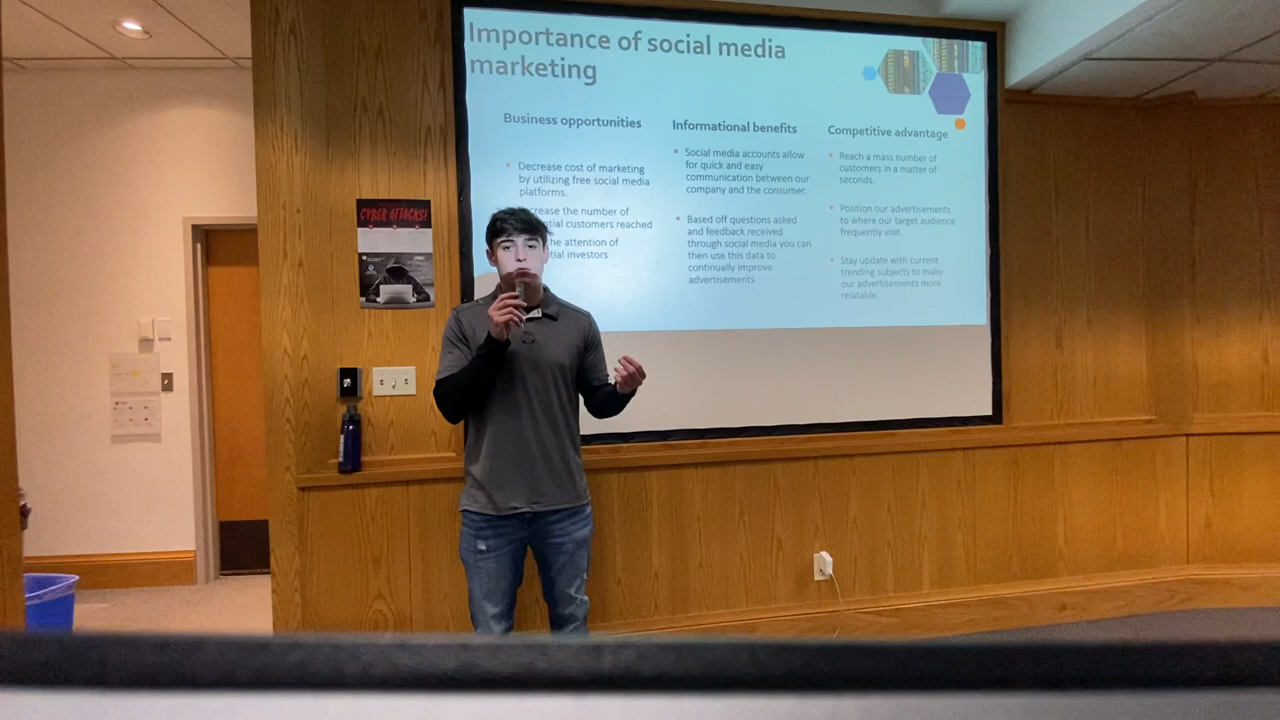 Importance of social media
marketing
Business opportunities
Decrease cost of marketing
by utilizing free social media
platforms.
crease the number of
ntial customers reached
he attention of
tial investors
Informational benefits
Social media accounts allow
for quick and easy
communication between our
company and the consumer.
Based off questions asked
and feedback received
through social media you can
then use this data to
continually improve
advertisements
Competitive advantage
Reach a mass number of
customers in a matter of
seconds.
Position our advertisements
to where our target audience
frequently visit.
Stay update with current
trending subjects to make
our advertisements more
relatable.
CYBER ATTACKS!